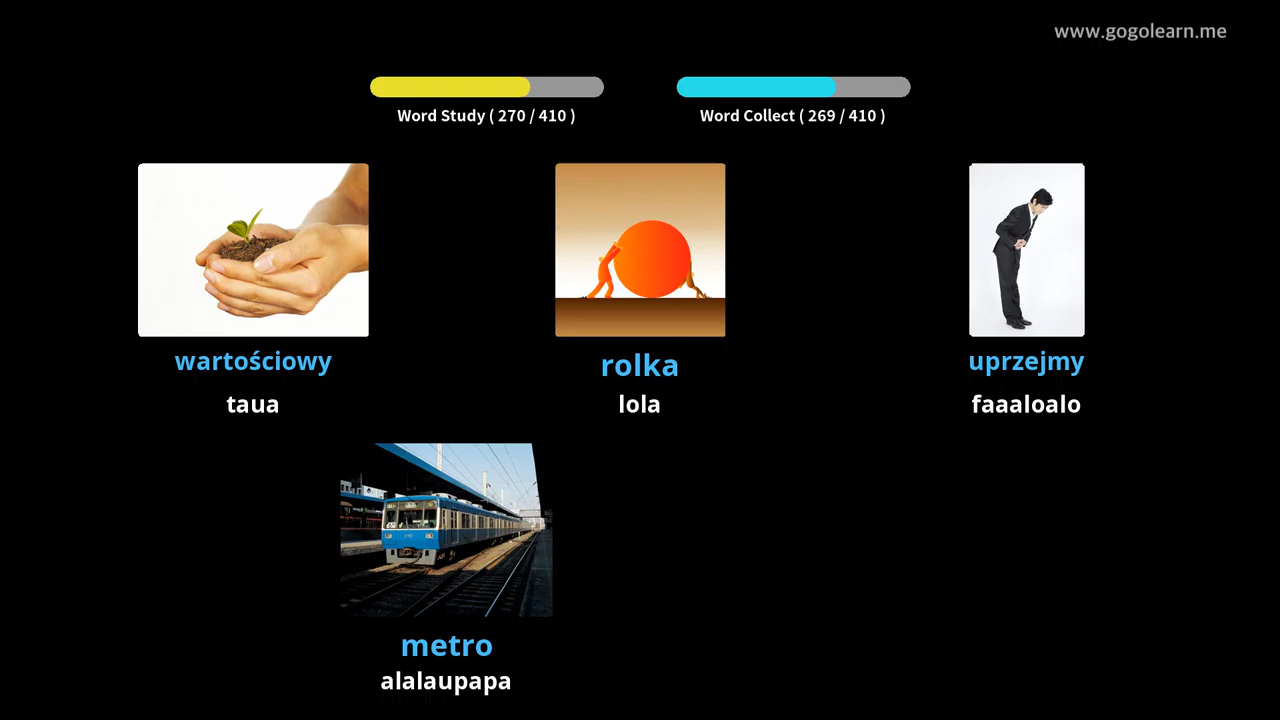 www.gogolearn.me
Word Study ( 270 / 410 )
Word Collect ( 269 / 410 )
wartościowy
rolka
uprzejmy
taua
lola
faaaloalo
metro
alalaupapa